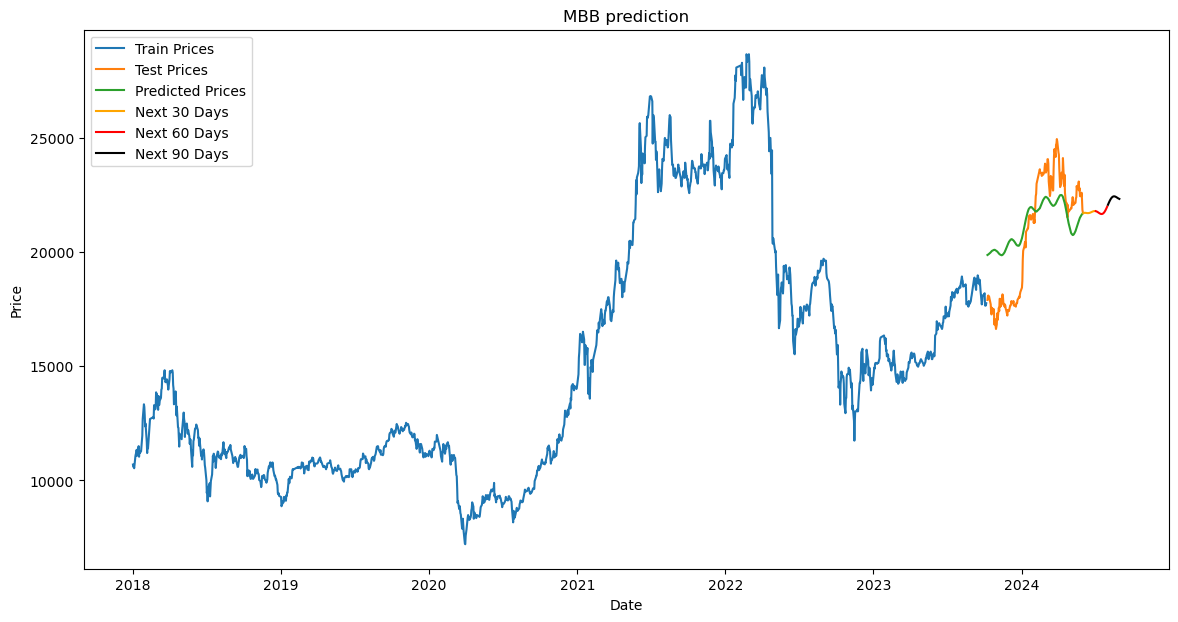 MBB prediction
Train Prices
Test Prices
Predicted Prices
Next 30 Days
Next 60 Days
Next 90 Days
25000
20000
15000
10000
Price
2018 2019 2020 2021 2022 2023 2024
Date